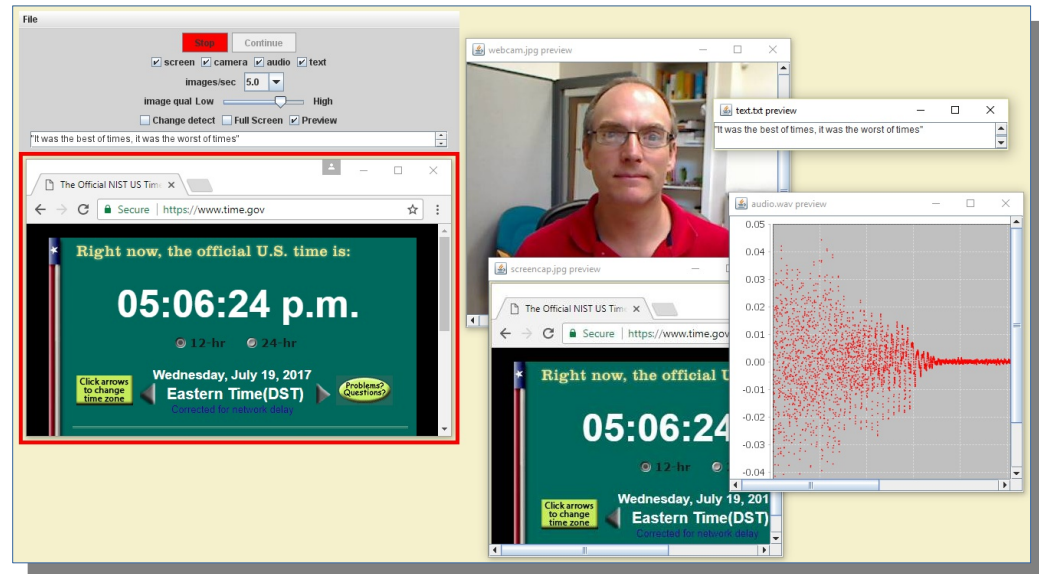 File
Stop Continue
screen camera audio text
images/sec 5.0
image qual Low High
Change detect Full Screen Preview
"It was the best of times, it was the worst of times"
The Official NIST US Tim
Secure https://www.time.gov
Right now, the official U.S. time is:
05:06:24 p.m.
12-hr 24-hr
Click arrows
to change
time zone
Wednesday, July 19, 2017
Eastern Time(DST)
Corrected for network delay
Problems?
Questions?
webcam.jpg preview
text.txt preview
"It was the best of times, it was the worst of times"
screencap.jpg preview
The Official NIST US Tim
Secure https://www.time.gov
Right now, the official U
05:06:24
12-hr
Click arrows
to change
time zone
Wednesday, July 19, 201
Eastern Time(DST)
Corrected for network delay
audio.wav preview
0.05
0.04
0.03
0.02
0.01
0.00
-0.01
-0.02
-0.03
-0.04